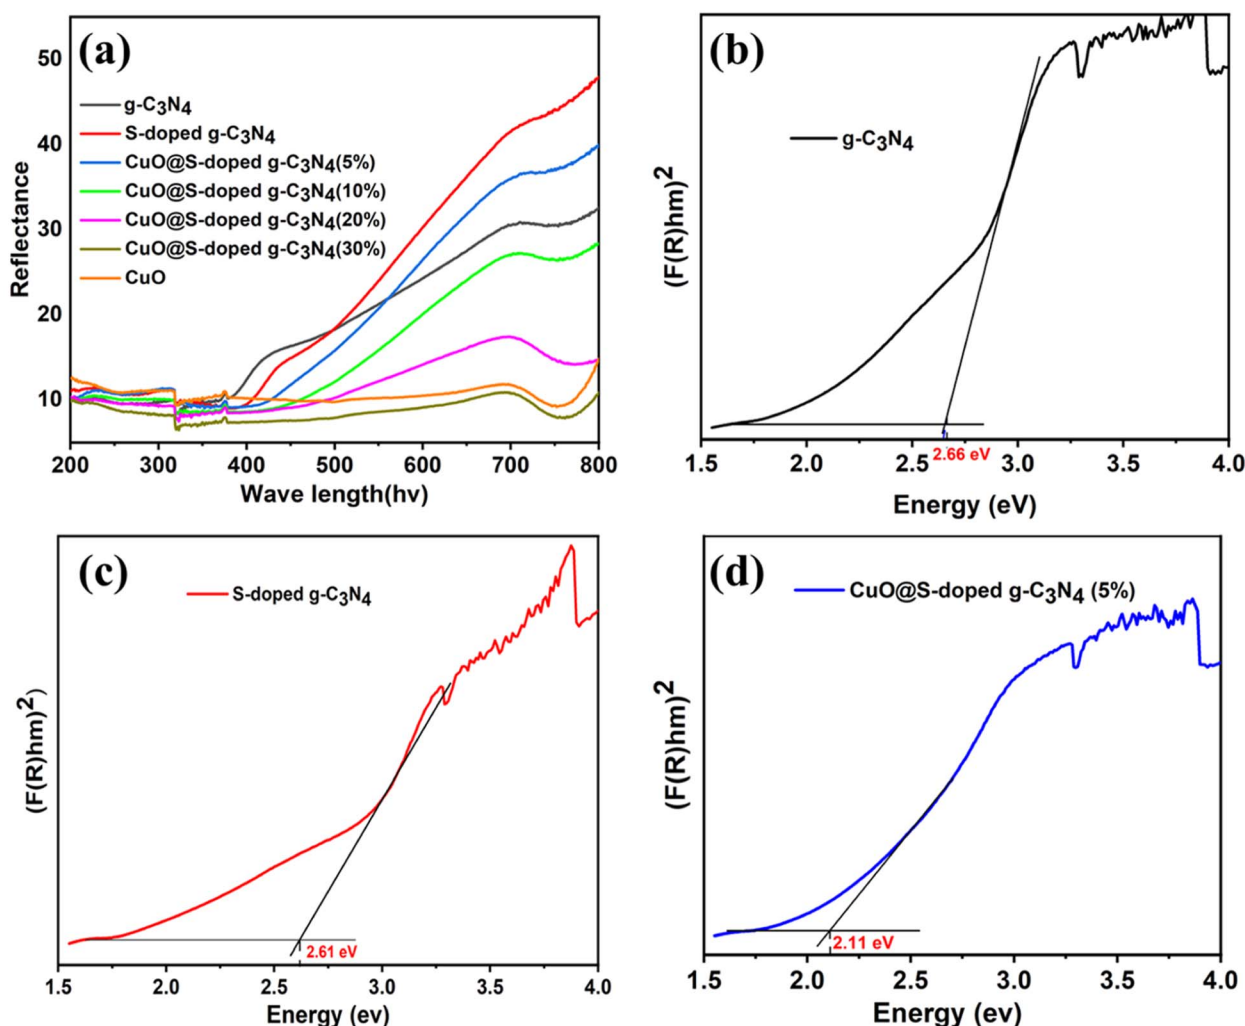 (a)
50
40
30
20
10
Reflectance
g-C₃N₄
S-doped g-C₃N₄
CuO@S-doped g-C₃N₄(5%)
CuO@S-doped g-C₃N₄(10%)
CuO@S-doped g-C₃N₄(20%)
CuO@S-doped g-C₃N₄(30%)
CuO
200 300 400 500 600 700 800
Wave length(hv)
(b)
g-C₃N₄
(F(R)hm)²
2.66 eV
1.5 2.0 2.5 3.0 3.5 4.0
Energy (eV)
(c)
S-doped g-C₃N₄
(F(R)hm)²
2.61 eV
1.5 2.0 2.5 3.0 3.5 4.0
Energy (ev)
(d)
CuO@S-doped g-C₃N₄ (5%)
(F(R)hm)²
2.11 eV
1.5 2.0 2.5 3.0 3.5 4.0
Energy (ev)